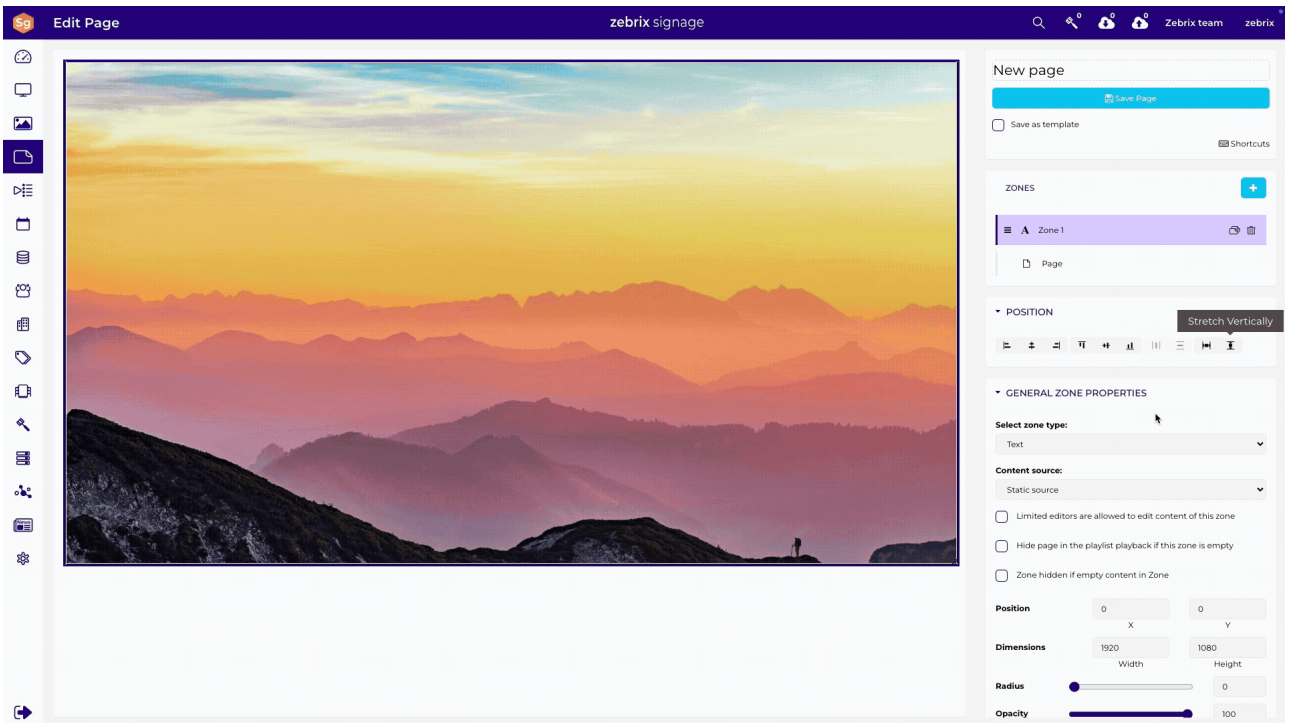 Sg Edit Page zebrix signage 0 0 0 Zebrix team zebrix
New page
Save Page
Save as template
Shortcuts
ZONES
+
A Zone 1
Page
POSITION
Stretch Vertically
GENERAL ZONE PROPERTIES
Select zone type:
Text
Content source:
Static source
Limited editors are allowed to edit content of this zone
Hide page in the playlist playback if this zone is empty
Zone hidden if empty content in Zone
Position 0 0
X Y
Dimensions 1920 1080
Width Height
Radius 0
Opacity 100